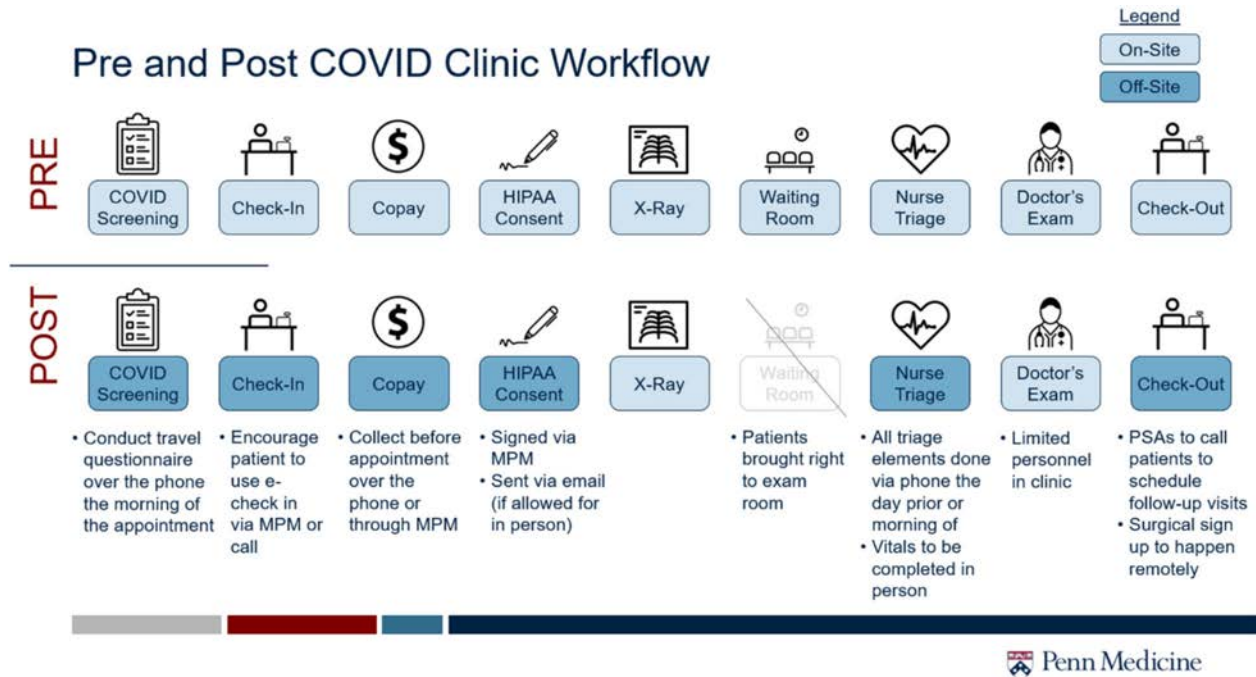 Legend
On-Site
Off-Site
Pre and Post COVID Clinic Workflow
PRE
COVID
Screening
Check-In
$
Copay
HIPAA
Consent
X-Ray
Waiting
Room
Nurse
Triage
Doctor's
Exam
Check-Out
POST
COVID
Screening
Check-In
$
Copay
HIPAA
Consent
X-Ray
Waiting
Room
Nurse
Triage
Doctor's
Exam
Check-Out
• Conduct travel
questionnaire
over the phone
the morning of
the appointment
• Encourage
patient to
use e-
check in
via MPM or
call
• Collect before
appointment
over the
phone or
through MPM
• Signed via
MPM
• Sent via email
(if allowed for
in person)
• Patients
brought right
to exam
room
• All triage
elements done
via phone the
day prior or
morning of
• Vitals to be
completed in
person
• Limited
personnel
in clinic
• PSAs to call
patients to
schedule
follow-up visits
• Surgical sign
up to happen
remotely
Penn Medicine